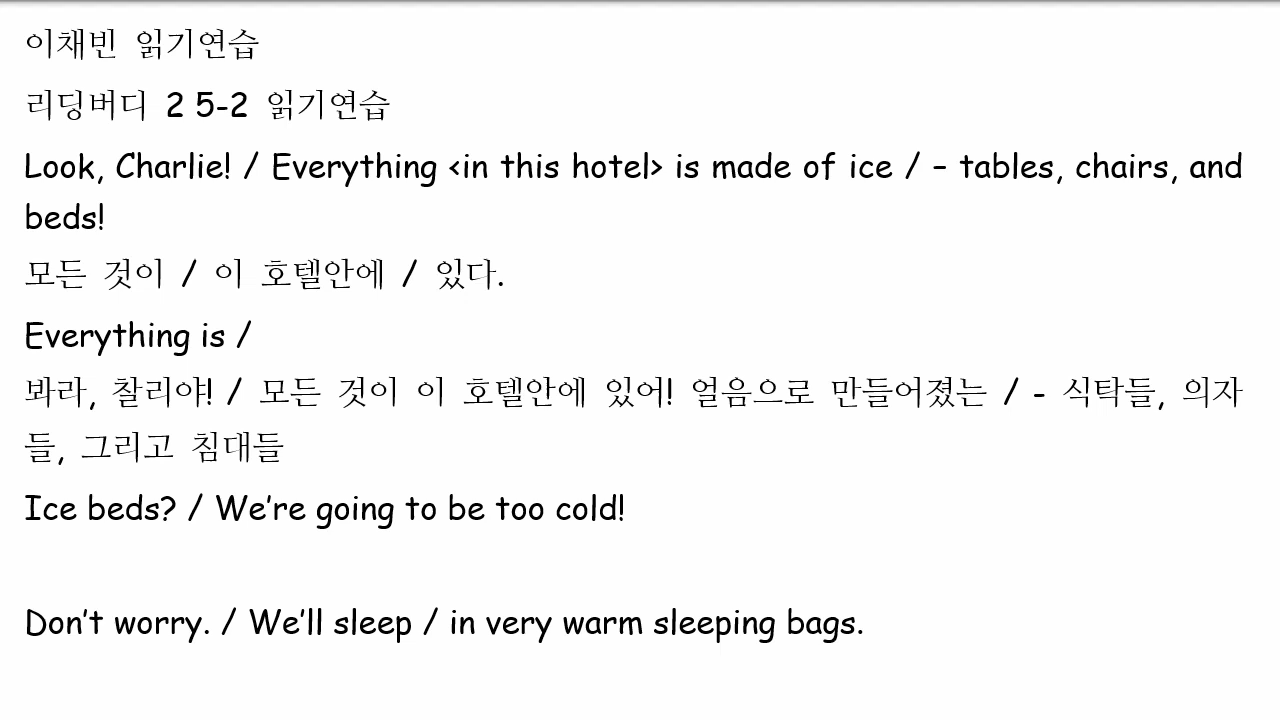 이채빈 읽기연습
리딩버디 2 5-2 읽기연습
Look, Charlie! / Everything <in this hotel> is made of ice / – tables, chairs, and
beds!
모든 것이 / 이 호텔안에 / 있다.
Everything is /
봐라, 찰리야! / 모든 것이 이 호텔안에 있어! 얼음으로 만들어졌는 / - 식탁들, 의자
들, 그리고 침대들
Ice beds? / We’re going to be too cold!
Don’t worry. / We’ll sleep / in very warm sleeping bags.